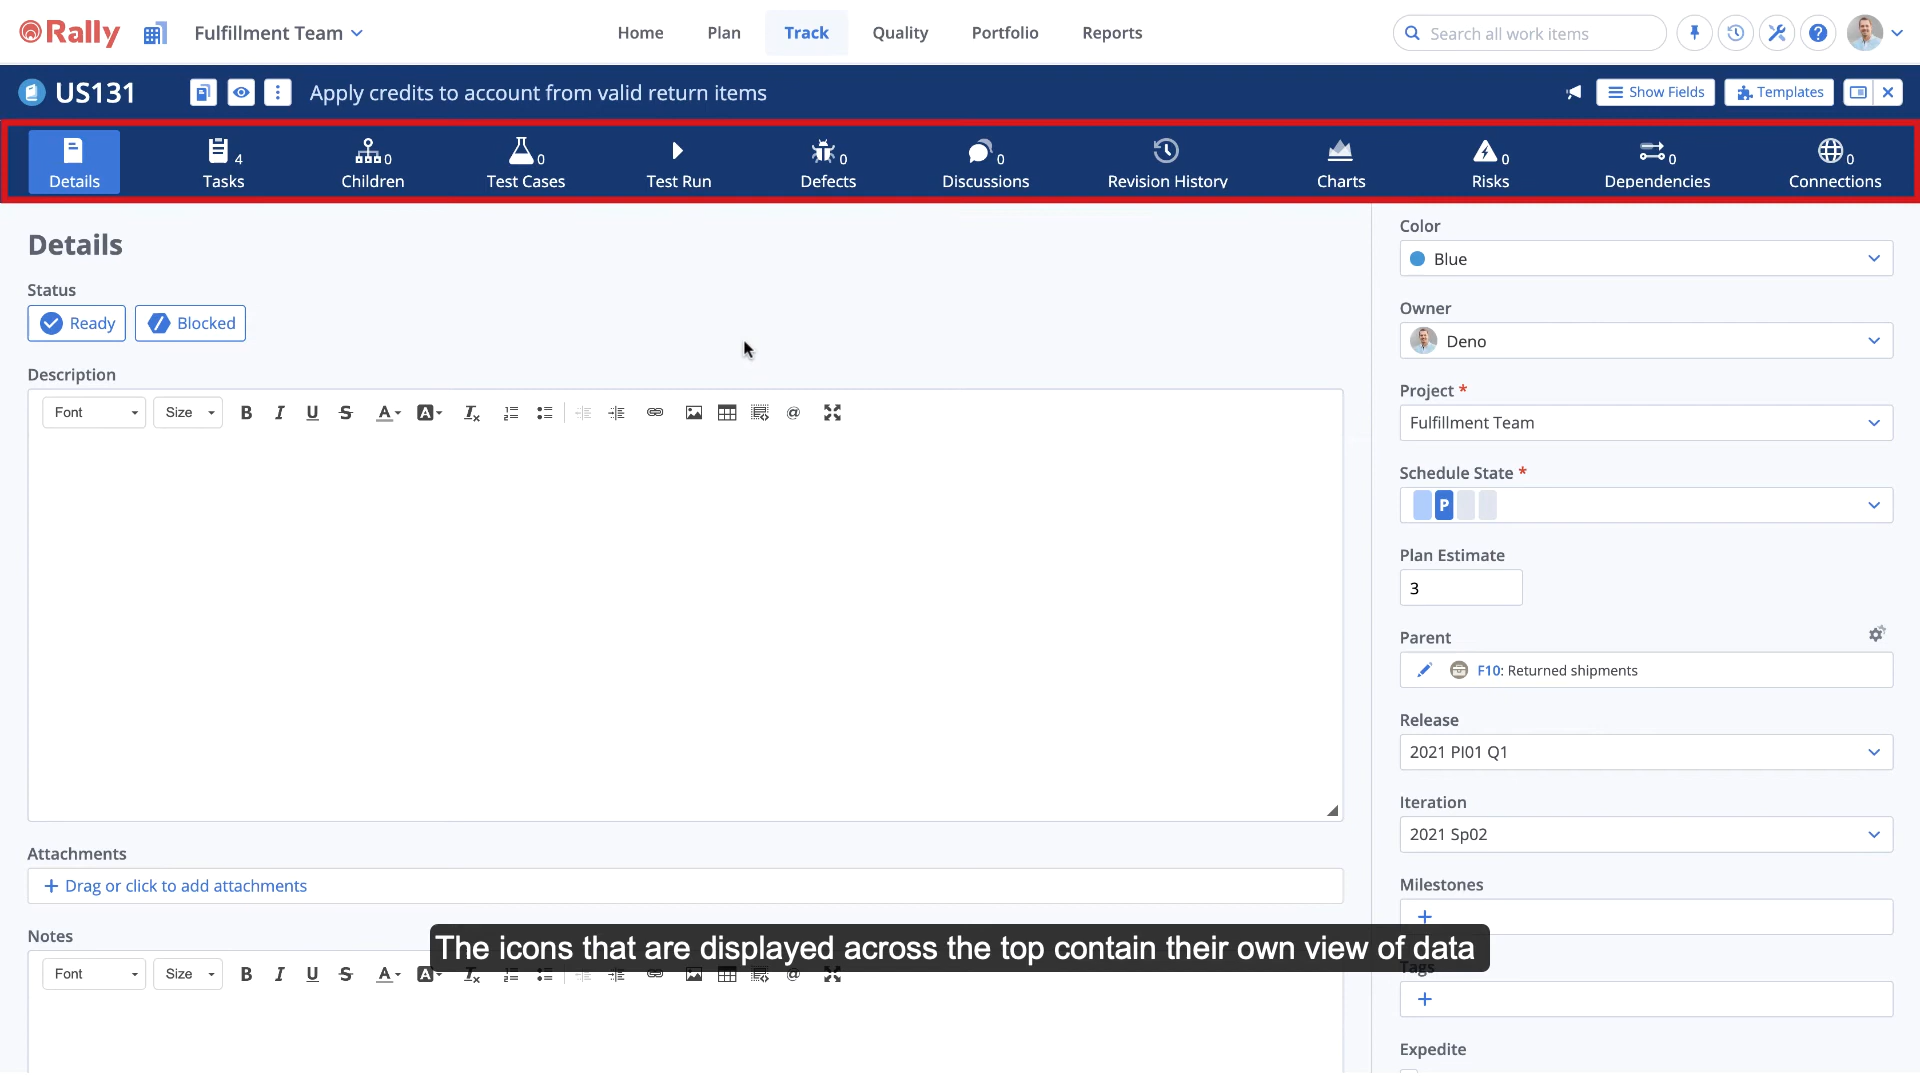 Rally
Fulfillment Team
Home
Plan
Track
Quality
Portfolio
Reports
Search all work items
US131
Apply credits to account from valid return items
Show Fields
Templates
Details
4
Tasks
0
Children
0
Test Cases
Test Run
0
Defects
0
Discussions
Revision History
Charts
0
Risks
0
Dependencies
0
Connections
Details
Status
Ready
Blocked
Description
Font
Size
B I U S A A Tx
@
Attachments
+ Drag or click to add attachments
Notes
Font
Size
B I U S A A Tx
@
The icons that are displayed across the top contain their own view of data
Color
Blue
Owner
Deno
Project *
Fulfillment Team
Schedule State *
P
Plan Estimate
3
Parent
F10: Returned shipments
Release
2021 PI01 Q1
Iteration
2021 Sp02
Milestones
+
Tags
+
Expedite